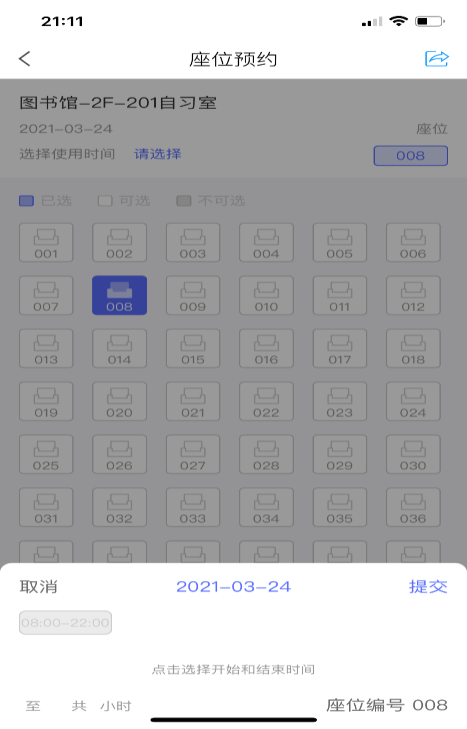 21:11
座位预约
图书馆-2F-201自习室
2021-03-24 座位
选择使用时间 请选择 008
已选 可选 不可选
001 002 003 004 005 006
007 008 009 010 011 012
013 014 015 016 017 018
019 020 021 022 023 024
025 026 027 028 029 030
031 032 033 034 035 036
取消 2021-03-24 提交
08:00-22:00
点击选择开始和结束时间
至 共 小时 座位编号 008